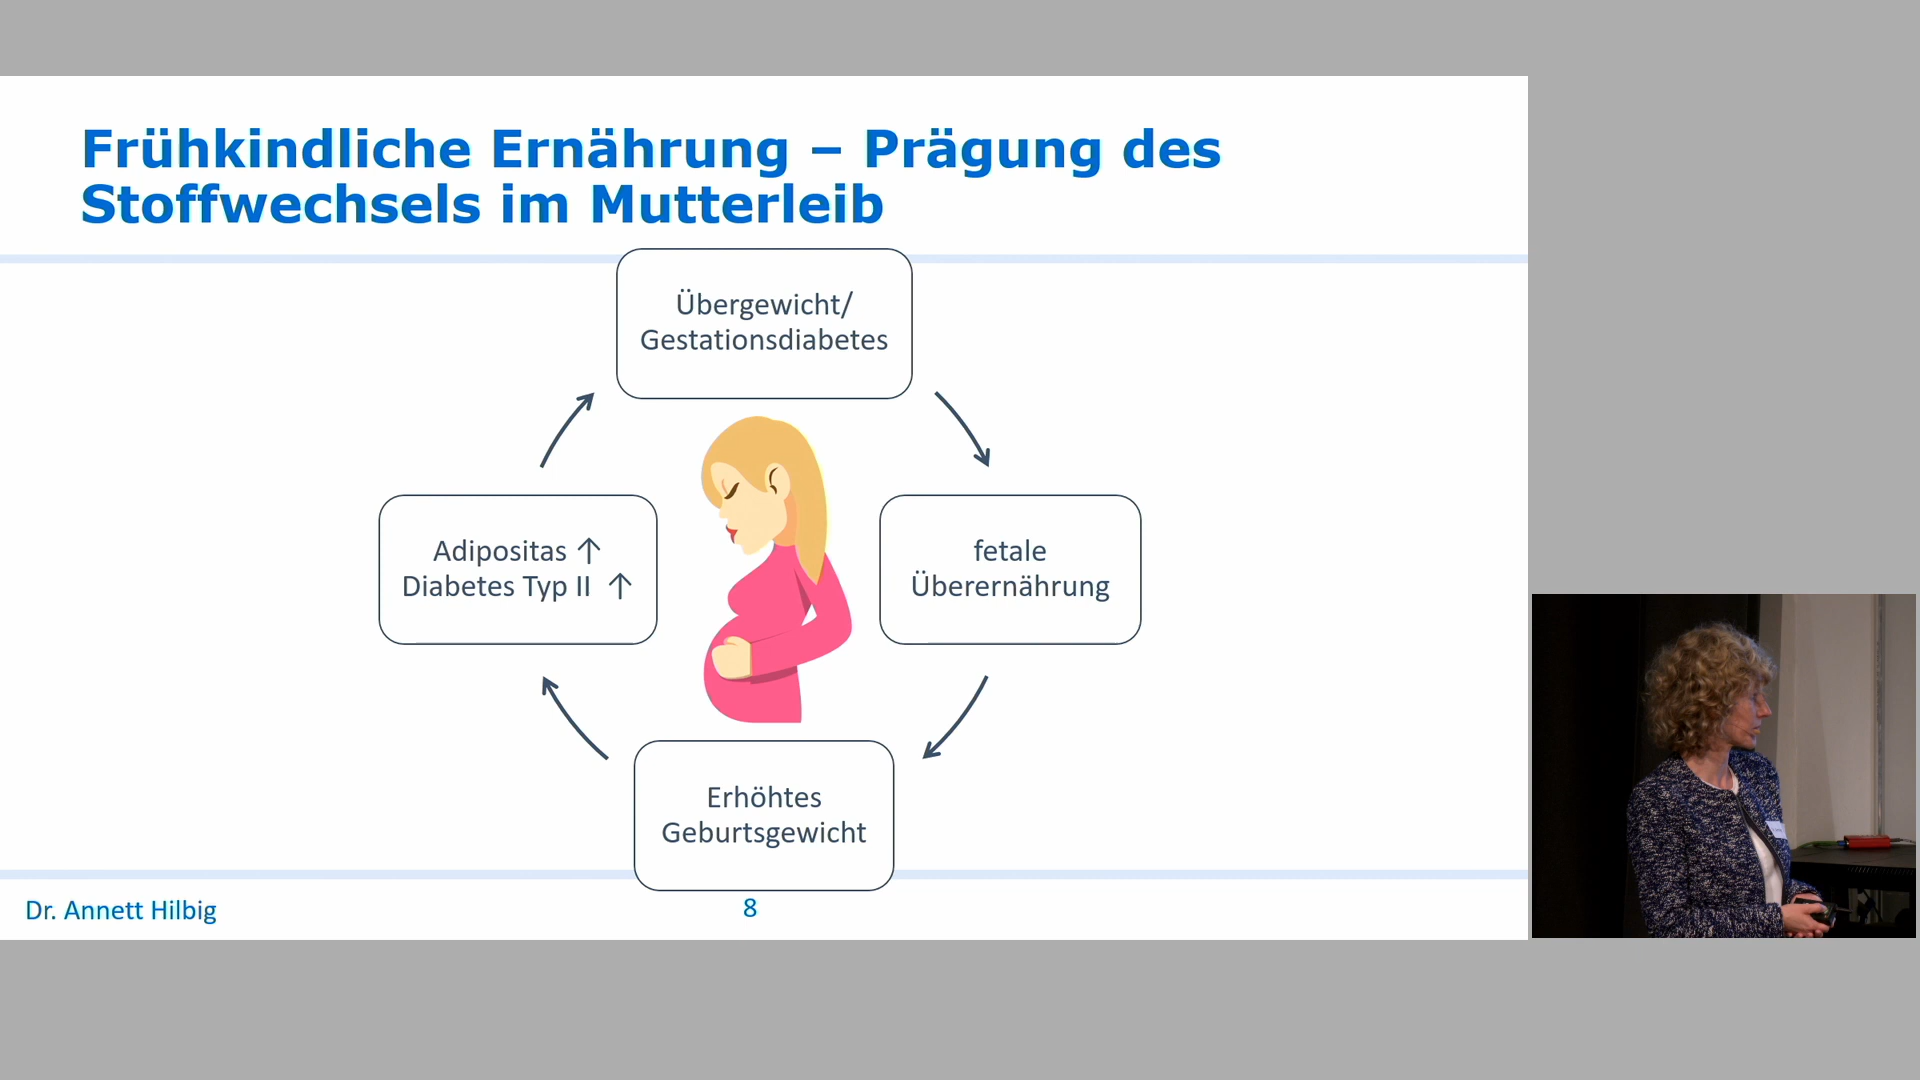 Frühkindliche Ernährung – Prägung des
Stoffwechsels im Mutterleib
Übergewicht/
Gestationsdiabetes
Adipositas ↑
Diabetes Typ II ↑
fetale
Überernährung
Erhöhtes
Geburtsgewicht
Dr. Annett Hilbig
8